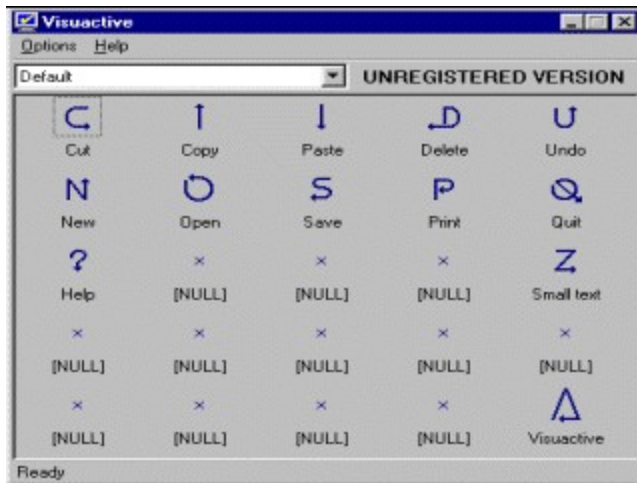 Visuactive
Options Help
Default UNREGISTERED VERSION
Cut Copy Paste Delete Undo
New Open Save Print Quit
Help [NULL] [NULL] [NULL] Small text
[NULL] [NULL] [NULL] [NULL] [NULL]
[NULL] [NULL] [NULL] [NULL] Visuactive
Ready